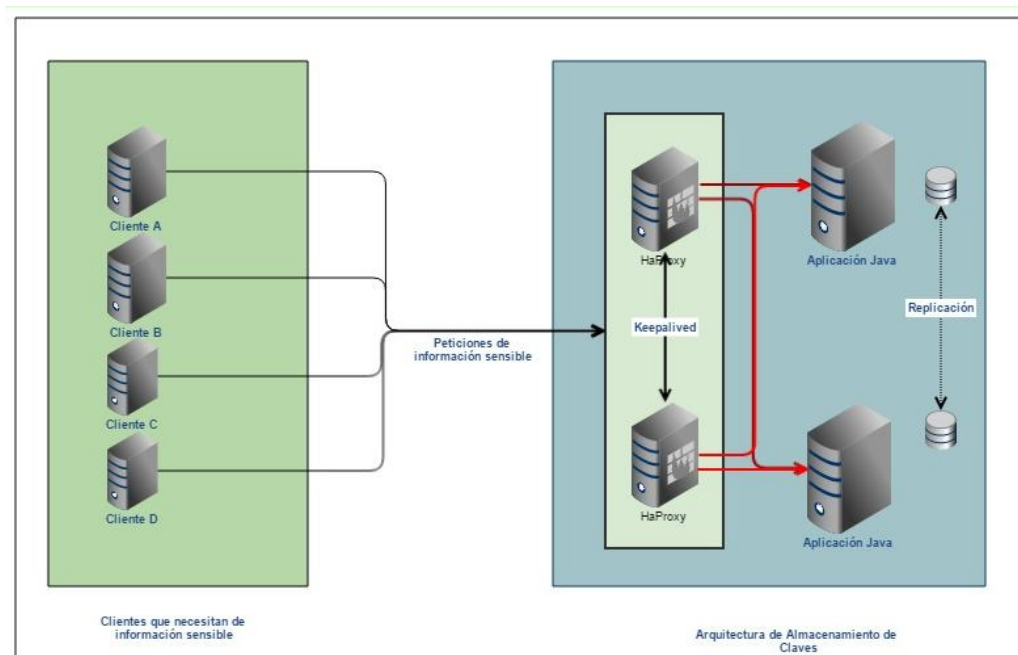 Cliente A
Cliente B
Cliente C
Cliente D
Clientes que necesitan de
información sensible
Peticiones de
información sensible
HaProxy
Keepalived
HaProxy
Aplicación Java
Aplicación Java
Replicación
Arquitectura de Almacenamiento de
Claves